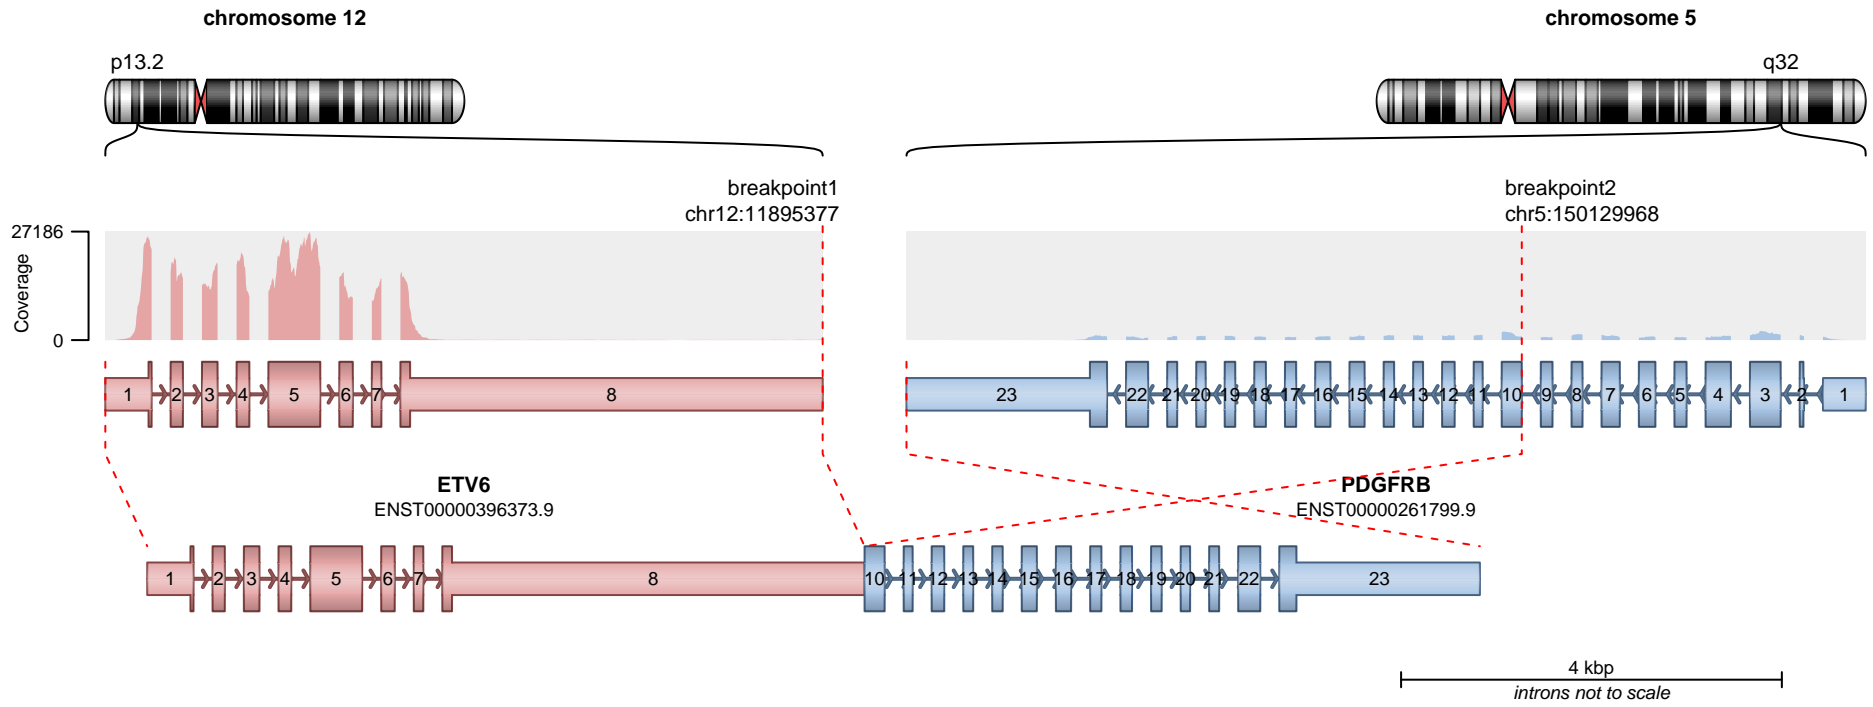 chromosome 12
chromosome 5
p13.2
q32
breakpoint1
chr12:11895377
breakpoint2
chr5:150129968
27186
Coverage
0
1 2 3 4 5 6 7 8
23 22 21 20 19 18 17 16 15 14 13 12 11 10 9 8 7 6 5 4 3 2 1
ETV6
ENST00000396373.9
PDGFRB
ENST00000261799.9
1 2 3 4 5 6 7 8 10 11 12 13 14 15 16 17 18 19 20 21 22 23
4 kbp
introns not to scale